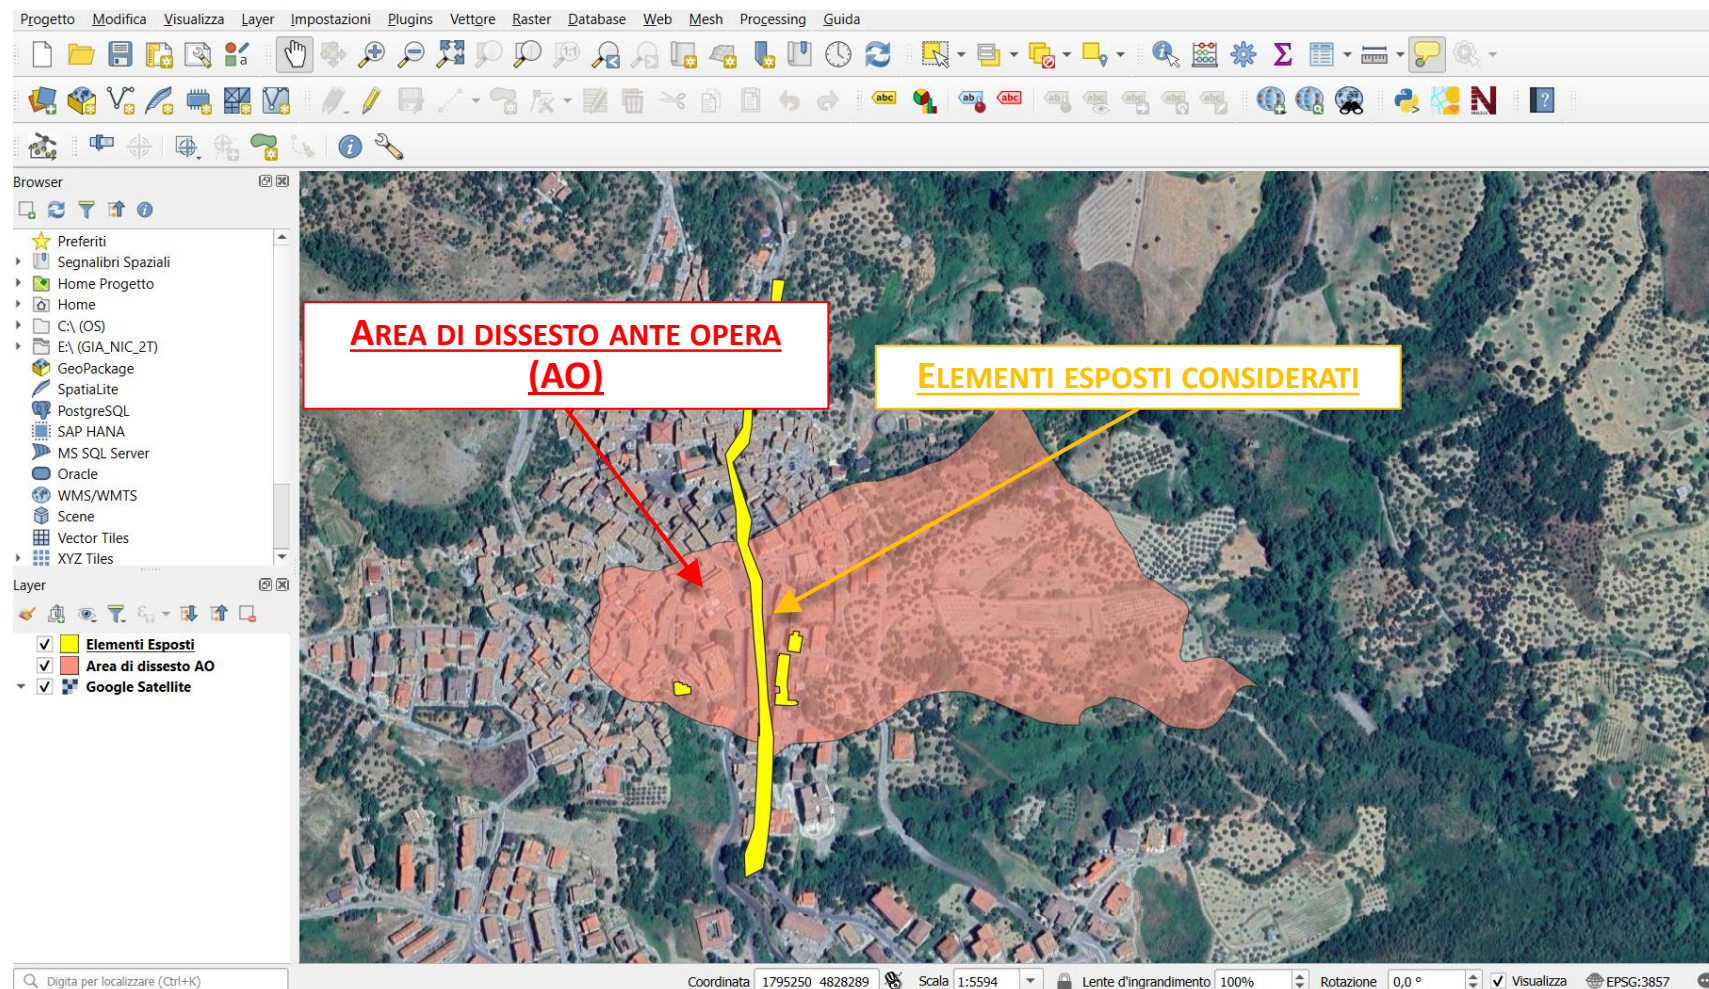 Progetto Modifica Visualizza Layer Impostazioni Plugins Vettore Raster Database Web Mesh Processing Guida
Browser
Preferiti
Segnalibri Spaziali
Home Progetto
Home
C:\ (OS)
E:\ (GIA_NIC_2T)
GeoPackage
SpatiaLite
PostgreSQL
SAP HANA
MS SQL Server
Oracle
WMS/WMTS
Scene
Vector Tiles
XYZ Tiles
Layer
Elementi Esposti
Area di dissesto AO
Google Satellite
AREA DI DISSESTO ANTE OPERA
(AO)
ELEMENTI ESPOSTI CONSIDERATI
Digita per localizzare (Ctrl+K) Coordinata 1795250 4828289 Scala 1:5594 Lente d'ingrandimento 100% Rotazione 0,0 ° Visualizza EPSG:3857